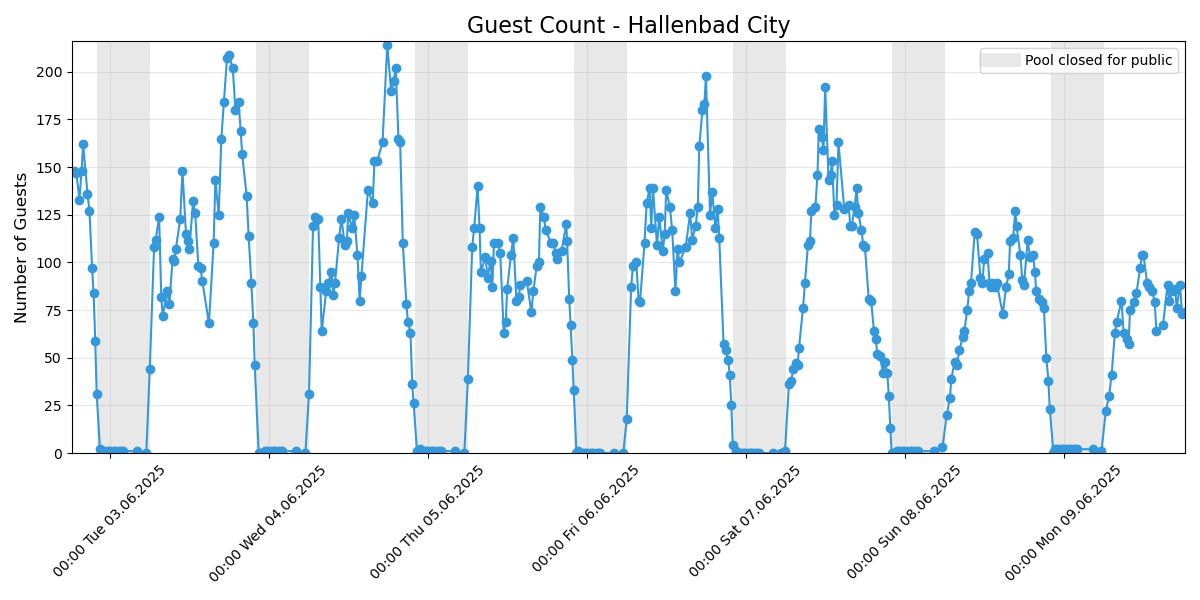 Guest Count - Hallenbad City
Pool closed for public
Number of Guests
200
175
150
125
100
75
50
25
0
00:00 Tue 03.06.2025
00:00 Wed 04.06.2025
00:00 Thu 05.06.2025
00:00 Fri 06.06.2025
00:00 Sat 07.06.2025
00:00 Sun 08.06.2025
00:00 Mon 09.06.2025